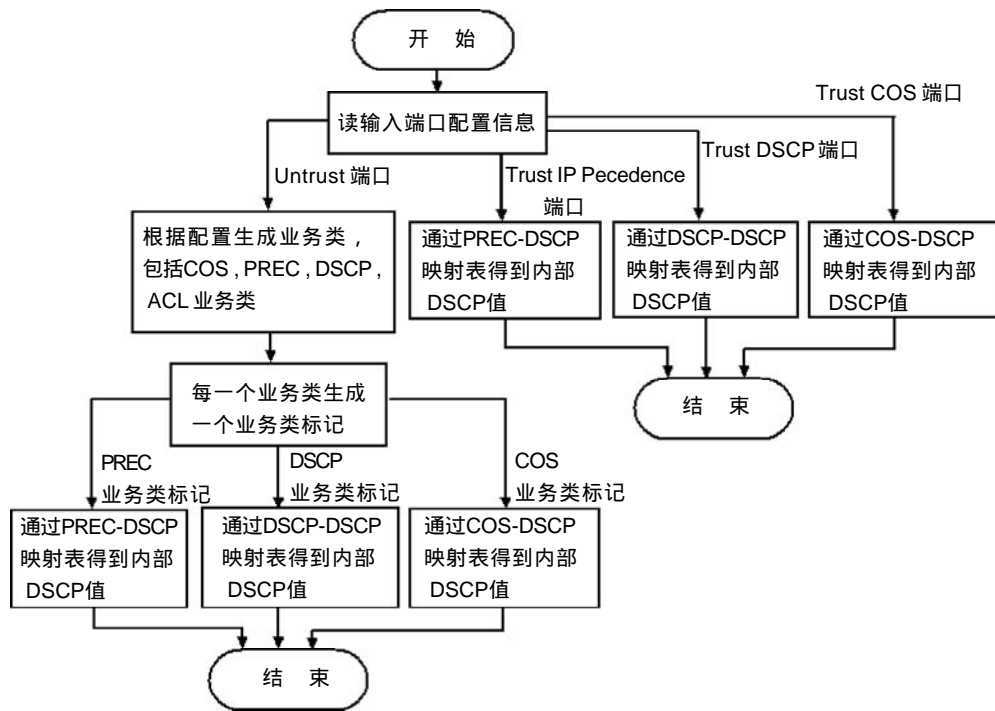 开 始
读输入端口配置信息
Trust COS 端口
Trust DSCP 端口
Untrust 端口
Trust IP Pecedence
端口
根据配置生成业务类，
包括COS , PREC , DSCP ,
ACL 业务类
通过PREC-DSCP
映射表得到内部
DSCP值
通过DSCP-DSCP
映射表得到内部
DSCP值
通过COS-DSCP
映射表得到内部
DSCP值
每一个业务类生成
一个业务类标记
结 束
PREC
业务类标记
DSCP
业务类标记
COS
业务类标记
通过PREC-DSCP
映射表得到内部
DSCP值
通过DSCP-DSCP
映射表得到内部
DSCP值
通过COS-DSCP
映射表得到内部
DSCP值
结 束